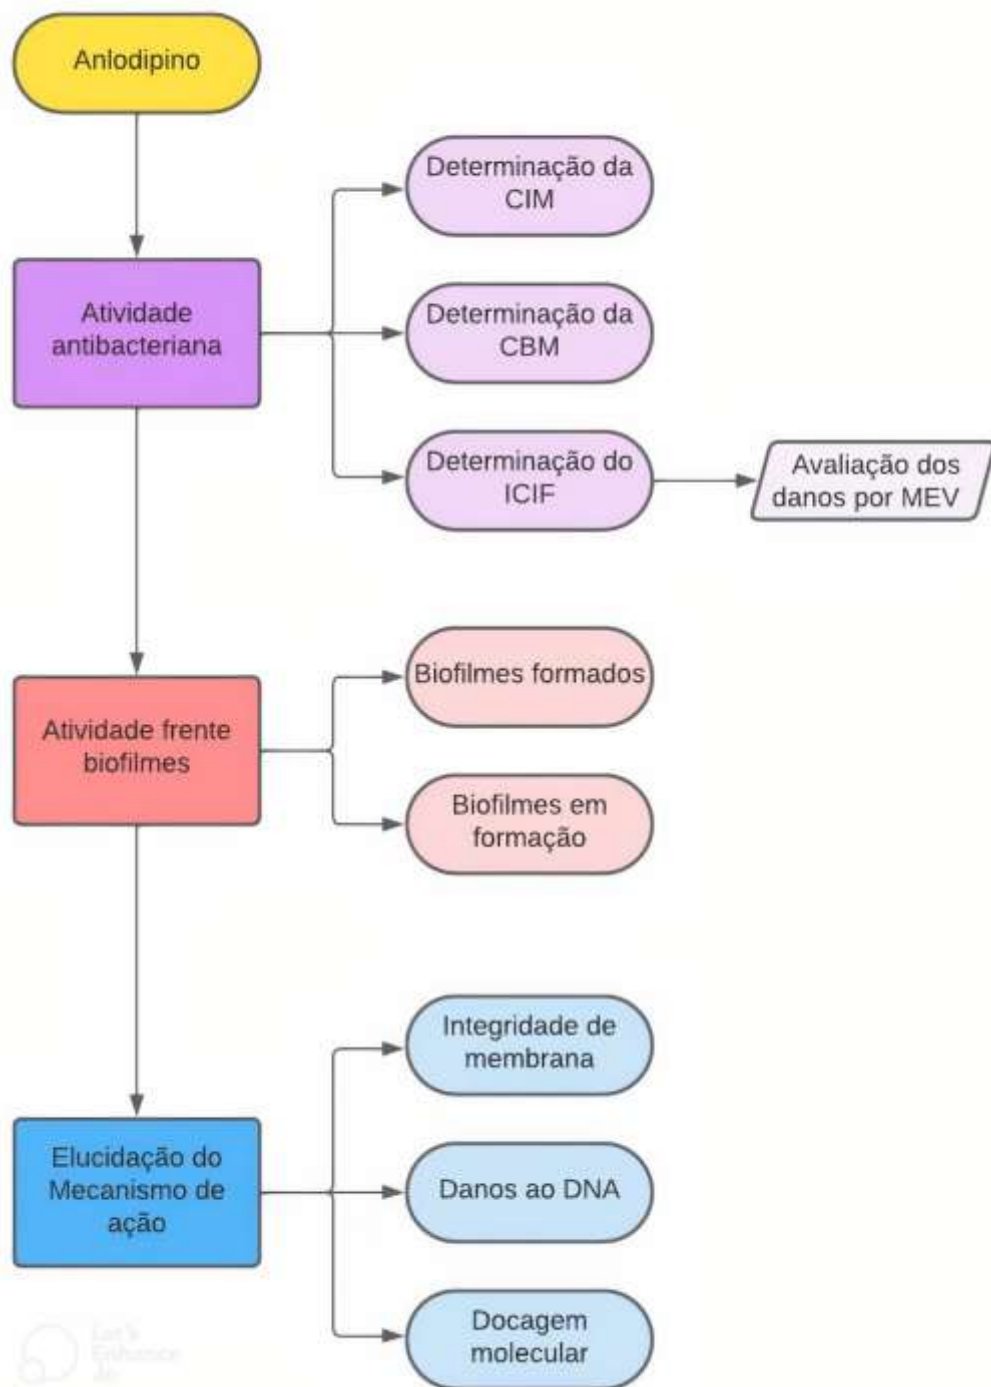 Anlodipino
Atividade
antibacteriana
Determinação da
CIM
Determinação da
CBM
Determinação do
ICIF
Avaliação dos
danos por MEV
Atividade frente
biofilmes
Biofilmes formados
Biofilmes em
formação
Elucidação do
Mecanismo de
ação
Integridade de
membrana
Danos ao DNA
Docagem
molecular
Let's
Enhance